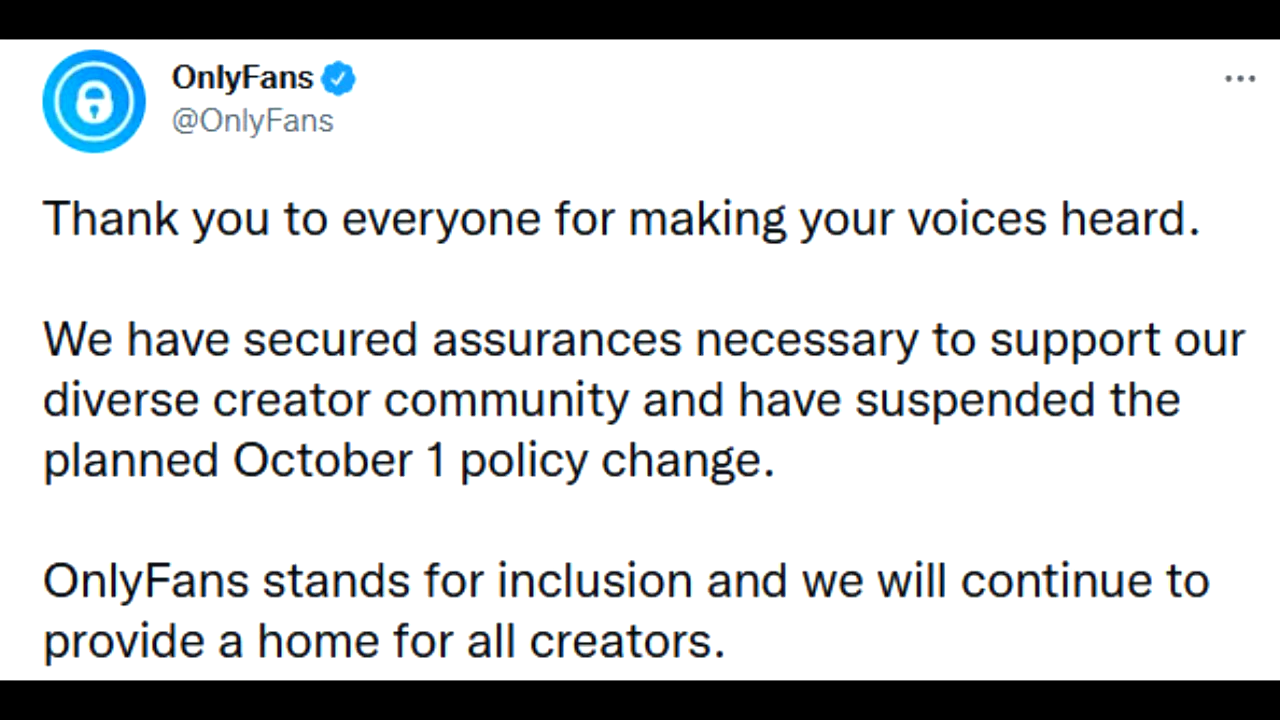 OnlyFans
@OnlyFans
Thank you to everyone for making your voices heard.
We have secured assurances necessary to support our
diverse creator community and have suspended the
planned October 1 policy change.
OnlyFans stands for inclusion and we will continue to
provide a home for all creators.